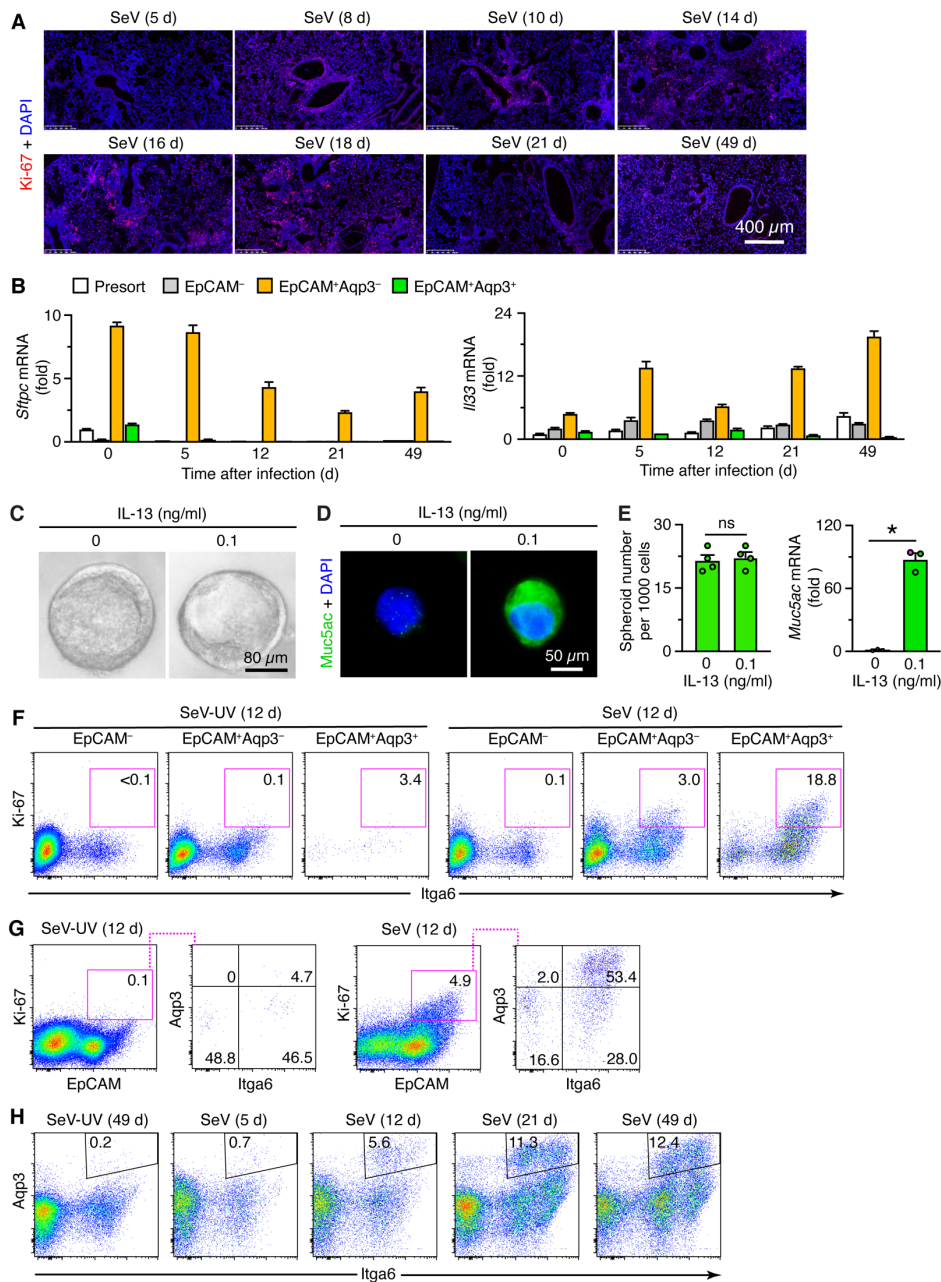 A
SeV (5 d) SeV (8 d) SeV (10 d) SeV (14 d)
Ki-67 + DAPI
SeV (16 d) SeV (18 d) SeV (21 d) SeV (49 d)
400 µm
B
Presort EpCAM⁻ EpCAM⁺Aqp3⁻ EpCAM⁺Aqp3⁺
Sftpc mRNA
(fold)
10
5
0
0 5 12 21 49
Time after infection (d)
Il33 mRNA
(fold)
24
12
0
0 5 12 21 49
Time after infection (d)
C
IL-13 (ng/ml)
0 0.1
80 µm
D
IL-13 (ng/ml)
0 0.1
Muc5ac + DAPI
50 µm
E
Spheroid number
per 1000 cells
30
15
0
ns
0 0.1
IL-13 (ng/ml)
Muc5ac mRNA
(fold )
120
60
0
*
0 0.1
IL-13 (ng/ml)
F
SeV-UV (12 d) SeV (12 d)
EpCAM⁻ EpCAM⁺Aqp3⁻ EpCAM⁺Aqp3⁺ EpCAM⁻ EpCAM⁺Aqp3⁻ EpCAM⁺Aqp3⁺
Ki-67
<0.1 0.1 3.4 0.1 3.0 18.8
Itga6
G
SeV-UV (12 d)
Ki-67
0.1
EpCAM
Aqp3
0 4.7
48.8 46.5
Itga6
SeV (12 d)
Ki-67
4.9
EpCAM
Aqp3
2.0 53.4
16.6 28.0
Itga6
H
SeV-UV (49 d) SeV (5 d) SeV (12 d) SeV (21 d) SeV (49 d)
Aqp3
0.2 0.7 5.6 11.3 12.4
Itga6